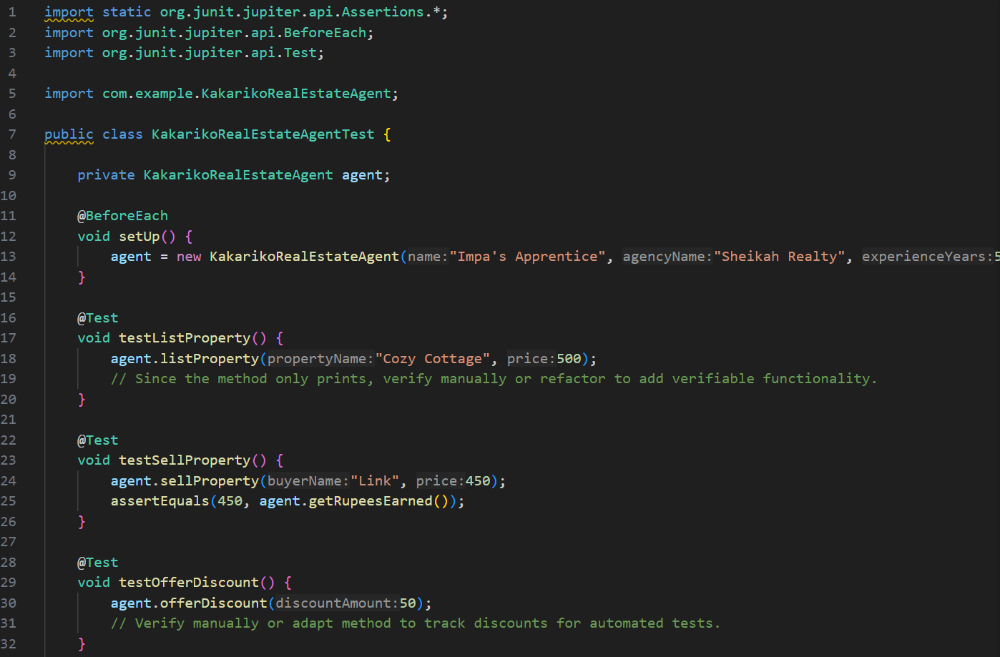 1 import static org.junit.jupiter.api.Assertions.*;
2 import org.junit.jupiter.api.BeforeEach;
3 import org.junit.jupiter.api.Test;
4
5 import com.example.KakarikoRealEstateAgent;
6
7 public class KakarikoRealEstateAgentTest {
8
9     private KakarikoRealEstateAgent agent;
10
11     @BeforeEach
12     void setUp() {
13         agent = new KakarikoRealEstateAgent(name:"Impa's Apprentice", agencyName:"Sheikah Realty", experienceYears:5
14     }
15
16     @Test
17     void testListProperty() {
18         agent.listProperty(propertyName:"Cozy Cottage", price:500);
19         // Since the method only prints, verify manually or refactor to add verifiable functionality.
20     }
21
22     @Test
23     void testSellProperty() {
24         agent.sellProperty(buyerName:"Link", price:450);
25         assertEquals(450, agent.getRupeesEarned());
26     }
27
28     @Test
29     void testOfferDiscount() {
30         agent.offerDiscount(discountAmount:50);
31         // Verify manually or adapt method to track discounts for automated tests.
32     }